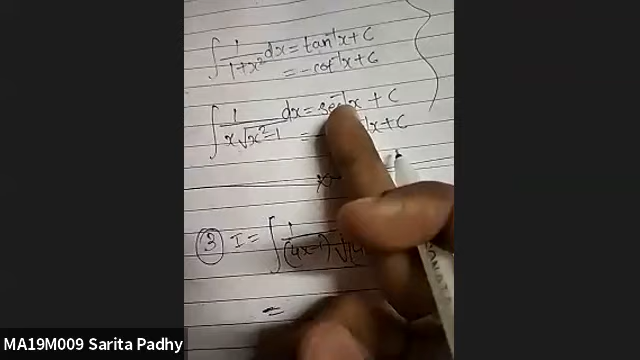 ∫ 1/(1+x²) dx = tan⁻¹x + C
= -cot⁻¹x + C
∫ 1/(x√(x²-1)) dx = sec⁻¹x + C
= x + C
③ I = ∫ 1/(4x-
=
MA19M009 Sarita Padhy